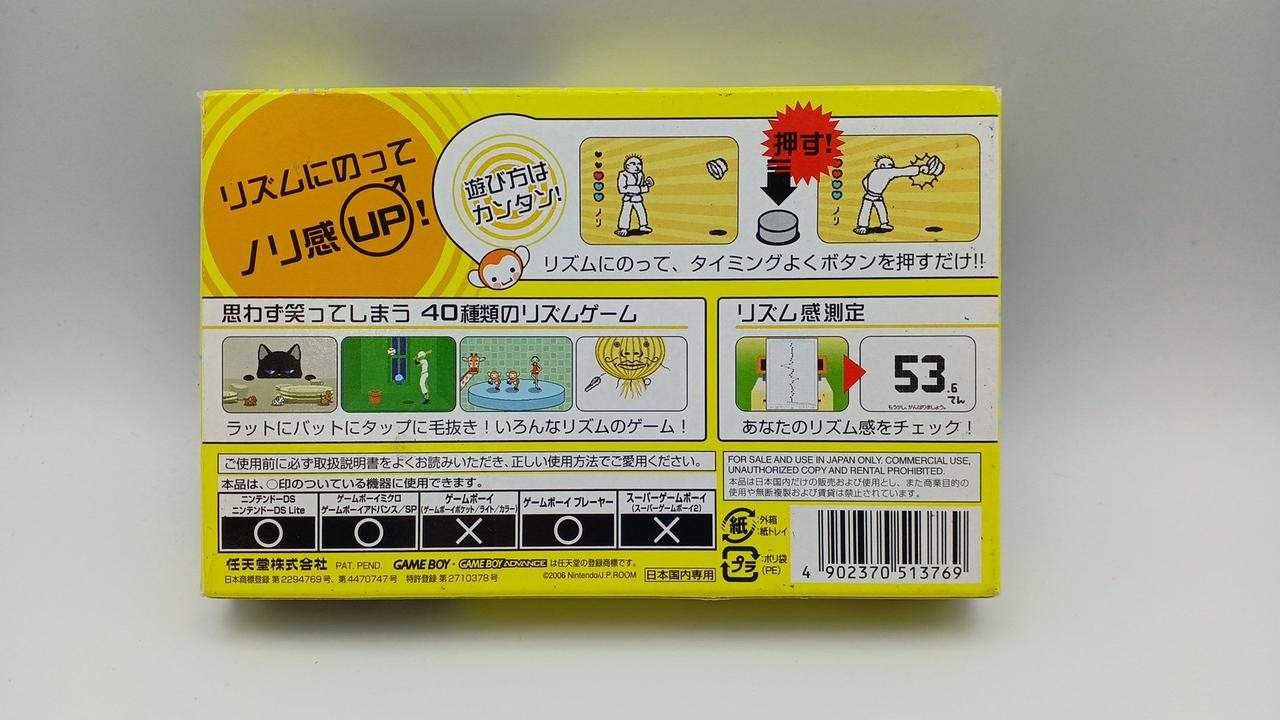 リズムにのって
ノリ感UP!
遊び方は
カンタン!
押す!
ノリ
ノリ
リズムにのって、タイミングよくボタンを押すだけ!!
思わず笑ってしまう 40種類のリズムゲーム
ラットにバットにタップに毛抜き!いろんなリズムのゲーム!
リズム感測定
53.6
てん
もう少し、がんばりましょう。
あなたのリズム感をチェック!
ご使用前に必ず取扱説明書をよくお読みいただき、正しい使用方法でご愛用ください。
本品は、○印のついている機器に使用できます。
ニンテンドーDS
ニンテンドーDS Lite
ゲームボーイミクロ
ゲームボーイアドバンス/SP
ゲームボーイ
(ゲームボーイポケット/ライト/カラー)
ゲームボーイ プレーヤー
スーパーゲームボーイ
(スーパーゲームボーイ2)
○ ○ × ○ ×
任天堂株式会社 PAT. PEND. GAME BOY・GAME BOY ADVANCE は任天堂の登録商標です。
日本商標登録 第2294769号、第4470747号 特許登録 第2710378号 ©2006 Nintendo/J.P.ROOM 日本国内専用
FOR SALE AND USE IN JAPAN ONLY. COMMERCIAL USE,
UNAUTHORIZED COPY AND RENTAL PROHIBITED.
本品は日本国内だけの販売および使用とし、また商業目的の
使用や無断複製および賃貸は禁止されています。
紙 :外箱
:紙トレイ
プラ :ポリ袋
(PE)
4 902370 513769